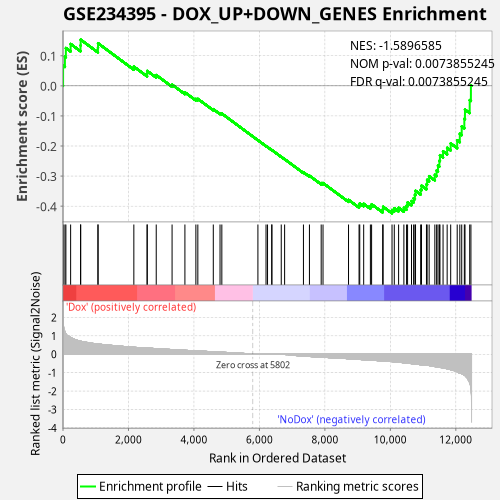 GSE234395 - DOX_UP+DOWN_GENES Enrichment
NES: -1.5896585
NOM p-val: 0.0073855245
FDR q-val: 0.0073855245
Enrichment score (ES)
0.1
0.0
-0.1
-0.2
-0.3
-0.4
'Dox' (positively correlated)
Zero cross at 5802
'NoDox' (negatively correlated)
Ranked list metric (Signal2Noise)
2
1
0
-1
-2
-3
-4
0
2,000
4,000
6,000
8,000
10,000
12,000
Rank in Ordered Dataset
Enrichment profile
Hits
Ranking metric scores